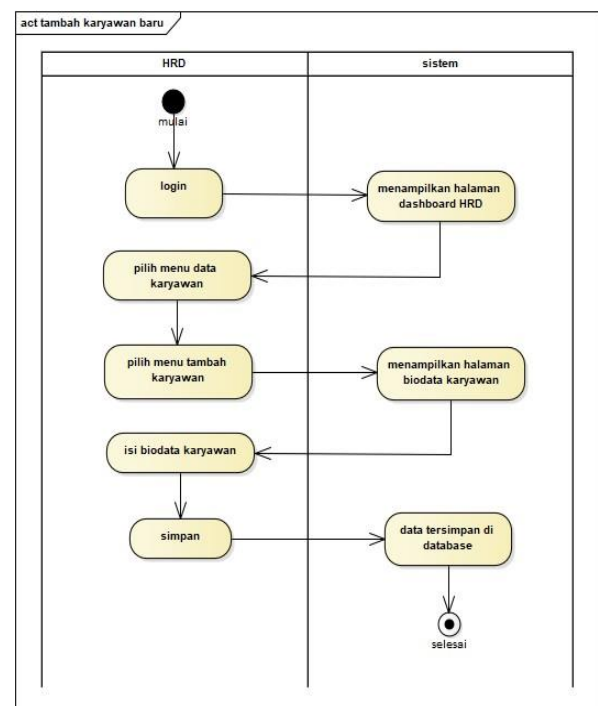 act tambah karyawan baru
HRD
sistem
mulai
login
menampilkan halaman
dashboard HRD
pilih menu data
karyawan
pilih menu tambah
karyawan
menampilkan halaman
biodata karyawan
isi biodata karyawan
simpan
data tersimpan di
database
selesai